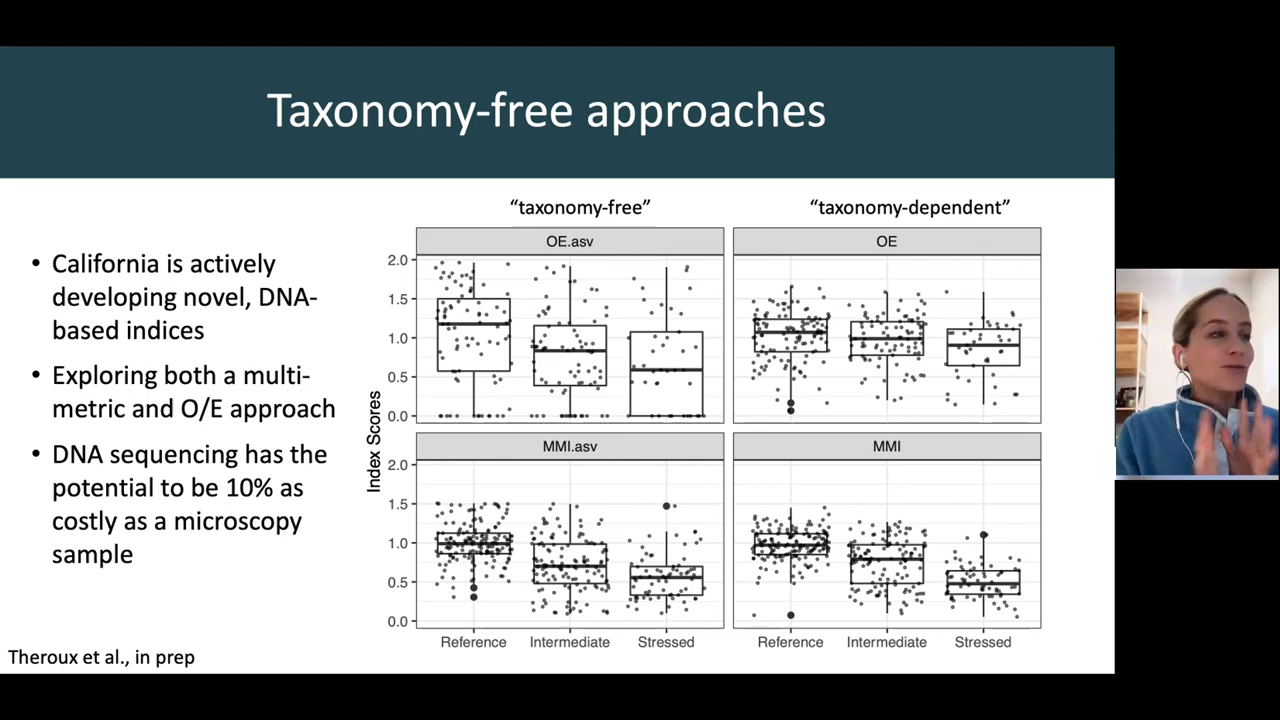 Taxonomy-free approaches
• California is actively
developing novel, DNA-
based indices
• Exploring both a multi-
metric and O/E approach
• DNA sequencing has the
potential to be 10% as
costly as a microscopy
sample
“taxonomy-free”
“taxonomy-dependent”
OE.asv
OE
2.0
1.5
1.0
0.5
0.0
Index Scores
MMI.asv
MMI
2.0
1.5
1.0
0.5
0.0
Reference Intermediate Stressed
Reference Intermediate Stressed
Theroux et al., in prep